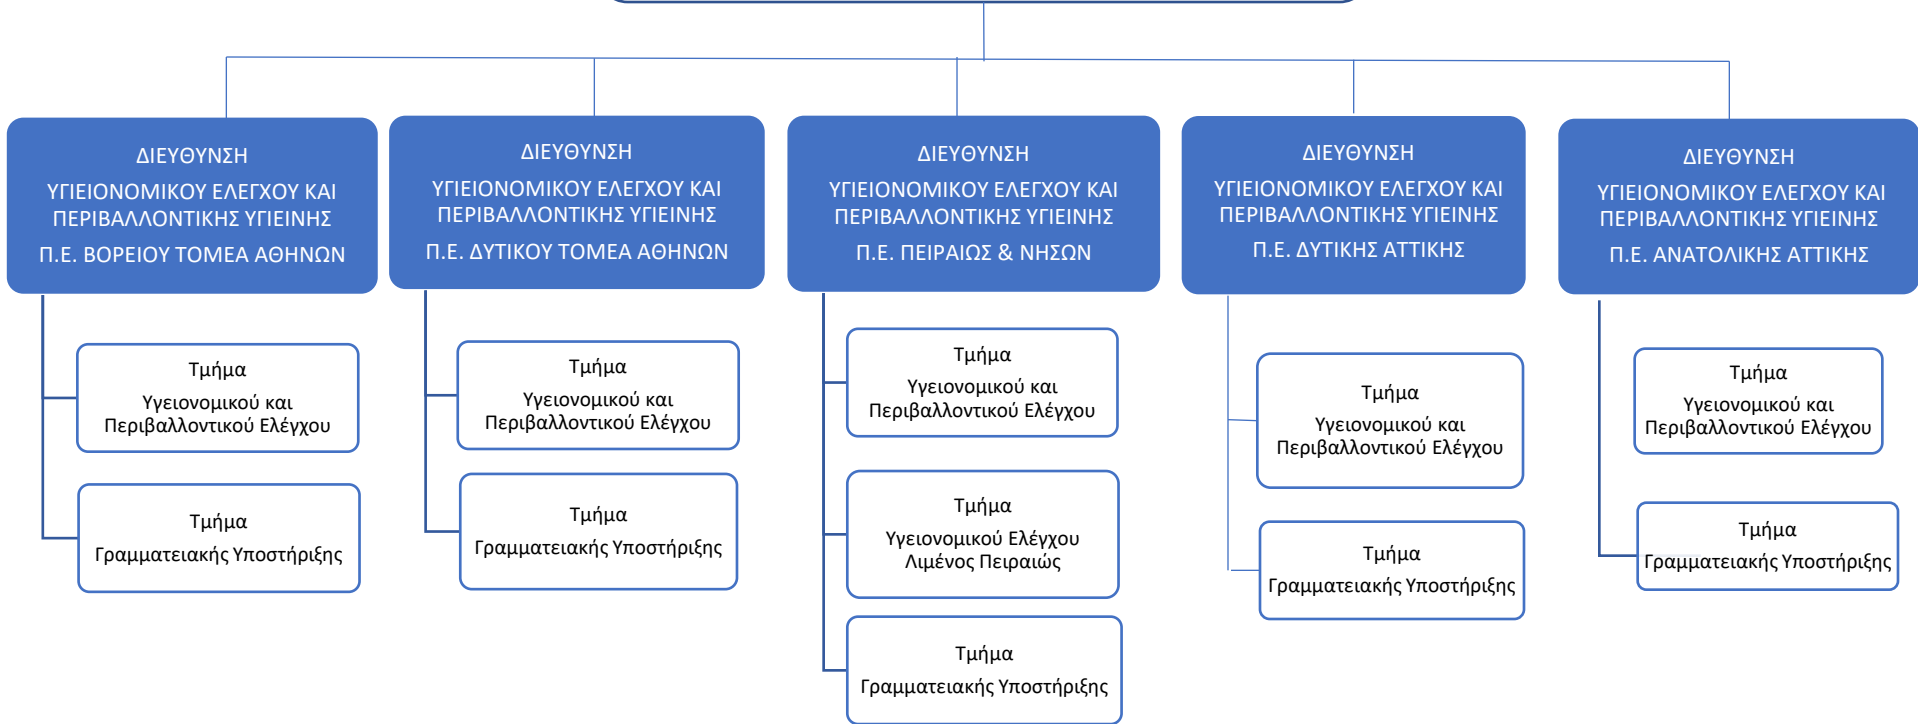 ΔΙΕΥΘΥΝΣΗ
ΥΓΙΕΙΟΝΟΜΙΚΟΥ ΕΛΕΓΧΟΥ ΚΑΙ
ΠΕΡΙΒΑΛΛΟΝΤΙΚΗΣ ΥΓΙΕΙΝΗΣ
Π.Ε. ΒΟΡΕΙΟΥ ΤΟΜΕΑ ΑΘΗΝΩΝ
Τμήμα
Υγειονομικού και
Περιβαλλοντικού Ελέγχου
Τμήμα
Γραμματειακής Υποστήριξης
ΔΙΕΥΘΥΝΣΗ
ΥΓΙΕΙΟΝΟΜΙΚΟΥ ΕΛΕΓΧΟΥ ΚΑΙ
ΠΕΡΙΒΑΛΛΟΝΤΙΚΗΣ ΥΓΙΕΙΝΗΣ
Π.Ε. ΔΥΤΙΚΟΥ ΤΟΜΕΑ ΑΘΗΝΩΝ
Τμήμα
Υγειονομικού και
Περιβαλλοντικού Ελέγχου
Τμήμα
Γραμματειακής Υποστήριξης
ΔΙΕΥΘΥΝΣΗ
ΥΓΙΕΙΟΝΟΜΙΚΟΥ ΕΛΕΓΧΟΥ ΚΑΙ
ΠΕΡΙΒΑΛΛΟΝΤΙΚΗΣ ΥΓΙΕΙΝΗΣ
Π.Ε. ΠΕΙΡΑΙΩΣ & ΝΗΣΩΝ
Τμήμα
Υγειονομικού και
Περιβαλλοντικού Ελέγχου
Τμήμα
Υγειονομικού Ελέγχου
Λιμένος Πειραιώς
Τμήμα
Γραμματειακής Υποστήριξης
ΔΙΕΥΘΥΝΣΗ
ΥΓΙΕΙΟΝΟΜΙΚΟΥ ΕΛΕΓΧΟΥ ΚΑΙ
ΠΕΡΙΒΑΛΛΟΝΤΙΚΗΣ ΥΓΙΕΙΝΗΣ
Π.Ε. ΔΥΤΙΚΗΣ ΑΤΤΙΚΗΣ
Τμήμα
Υγειονομικού και
Περιβαλλοντικού Ελέγχου
Τμήμα
Γραμματειακής Υποστήριξης
ΔΙΕΥΘΥΝΣΗ
ΥΓΙΕΙΟΝΟΜΙΚΟΥ ΕΛΕΓΧΟΥ ΚΑΙ
ΠΕΡΙΒΑΛΛΟΝΤΙΚΗΣ ΥΓΙΕΙΝΗΣ
Π.Ε. ΑΝΑΤΟΛΙΚΗΣ ΑΤΤΙΚΗΣ
Τμήμα
Υγειονομικού και
Περιβαλλοντικού Ελέγχου
Τμήμα
Γραμματειακής Υποστήριξης